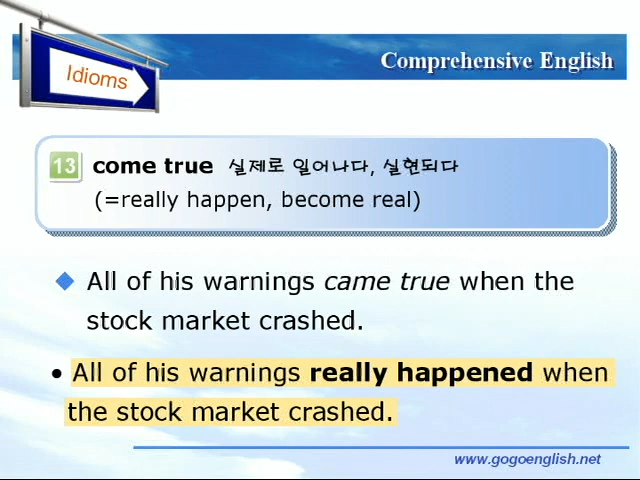 Idioms
Comprehensive English
13 come true 실제로 일어나다, 실현되다
(=really happen, become real)
All of his warnings came true when the
stock market crashed.
• All of his warnings really happened when
the stock market crashed.
www.gogoenglish.net